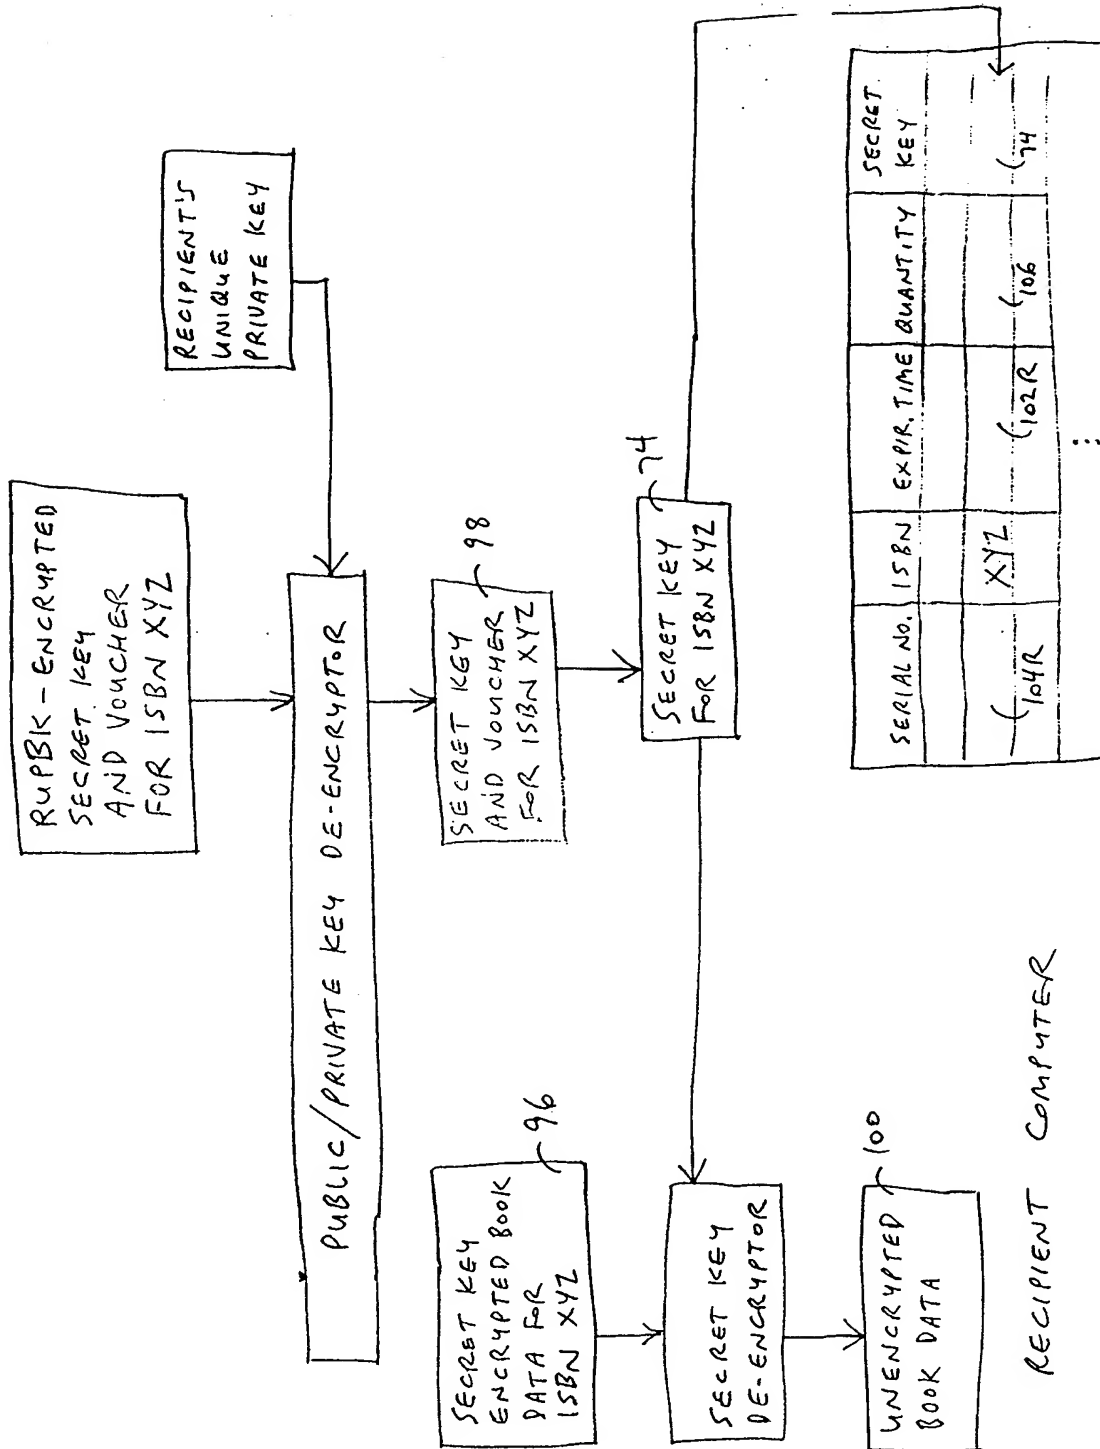 RUPBK-ENCRYPTED
SECRET KEY
AND VOUCHER
FOR ISBN XYZ
RECIPIENT'S
UNIQUE
PRIVATE KEY
PUBLIC/PRIVATE KEY DE-ENCRYPTOR
SECRET KEY
ENCRYPTED BOOK
DATA FOR
ISBN XYZ
96
SECRET KEY
AND VOUCHER
FOR ISBN XYZ
98
SECRET KEY
DE-ENCRYPTOR
SECRET KEY
FOR ISBN XYZ
74
UNENCRYPTED
BOOK DATA
100
SERIAL NO. ISBN EXPIR. TIME QUANTITY SECRET KEY
XYZ
104R 102R 106 74
RECIPIENT COMPUTER